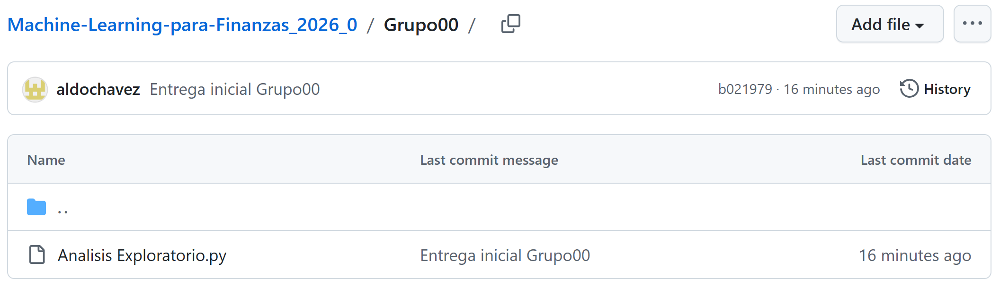 Machine-Learning-para-Finanzas_2026_0 / Grupo00 /
Add file
aldochavez Entrega inicial Grupo00
b021979 · 16 minutes ago
History
Name Last commit message Last commit date
..
Analisis Exploratorio.py Entrega inicial Grupo00 16 minutes ago